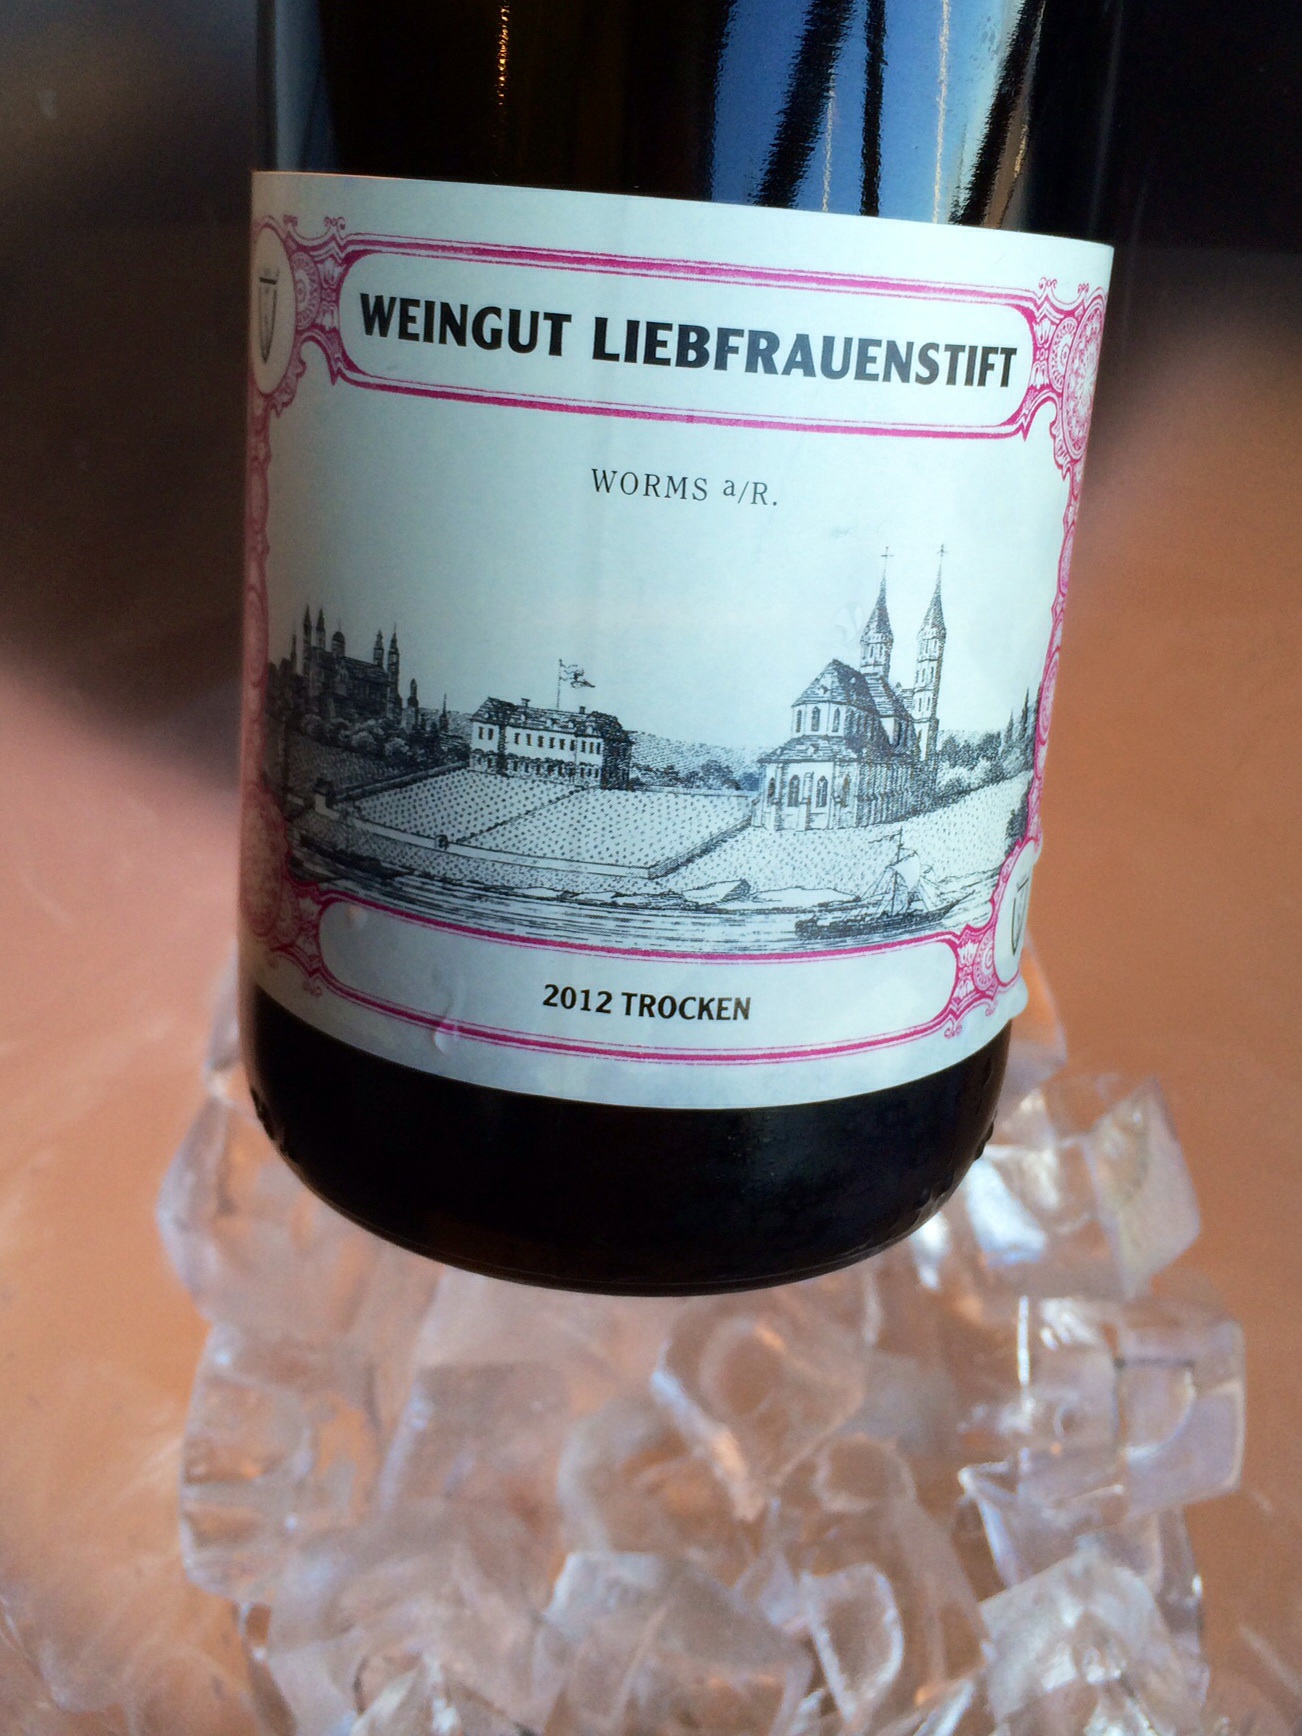 WEINGUT LIEBFRAUENSTIFT
WORMS a/R.
2012 TROCKEN